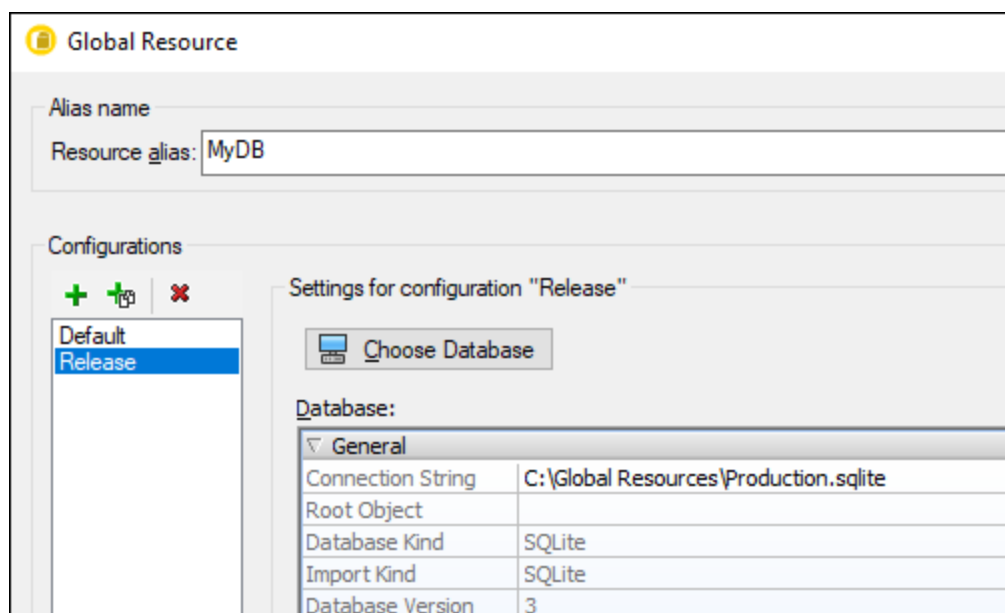 Global Resource
Alias name
Resource alias: MyDB
Configurations
Settings for configuration "Release"
Default
Release
Choose Database
Database:
General
Connection String C:\Global Resources\Production.sqlite
Root Object
Database Kind SQLite
Import Kind SQLite
Database Version 3